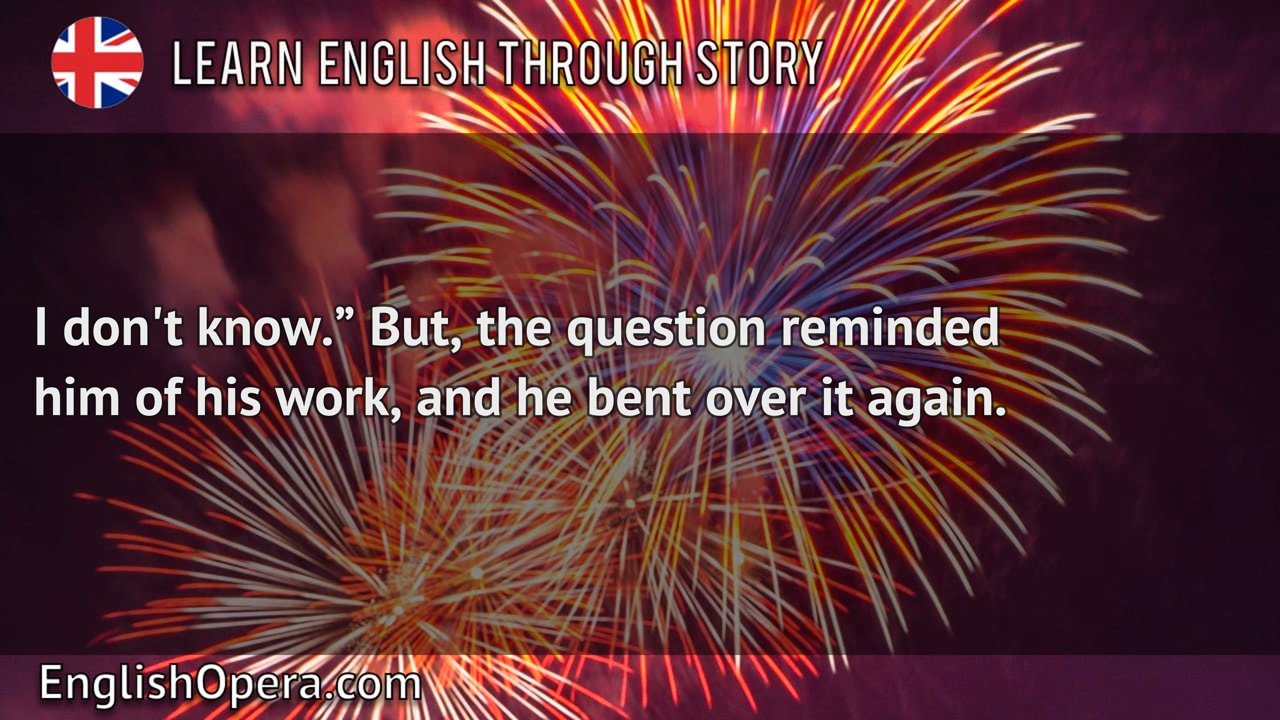 LEARN ENGLISH THROUGH STORY
I don't know.” But, the question reminded
him of his work, and he bent over it again.
EnglishOpera.com